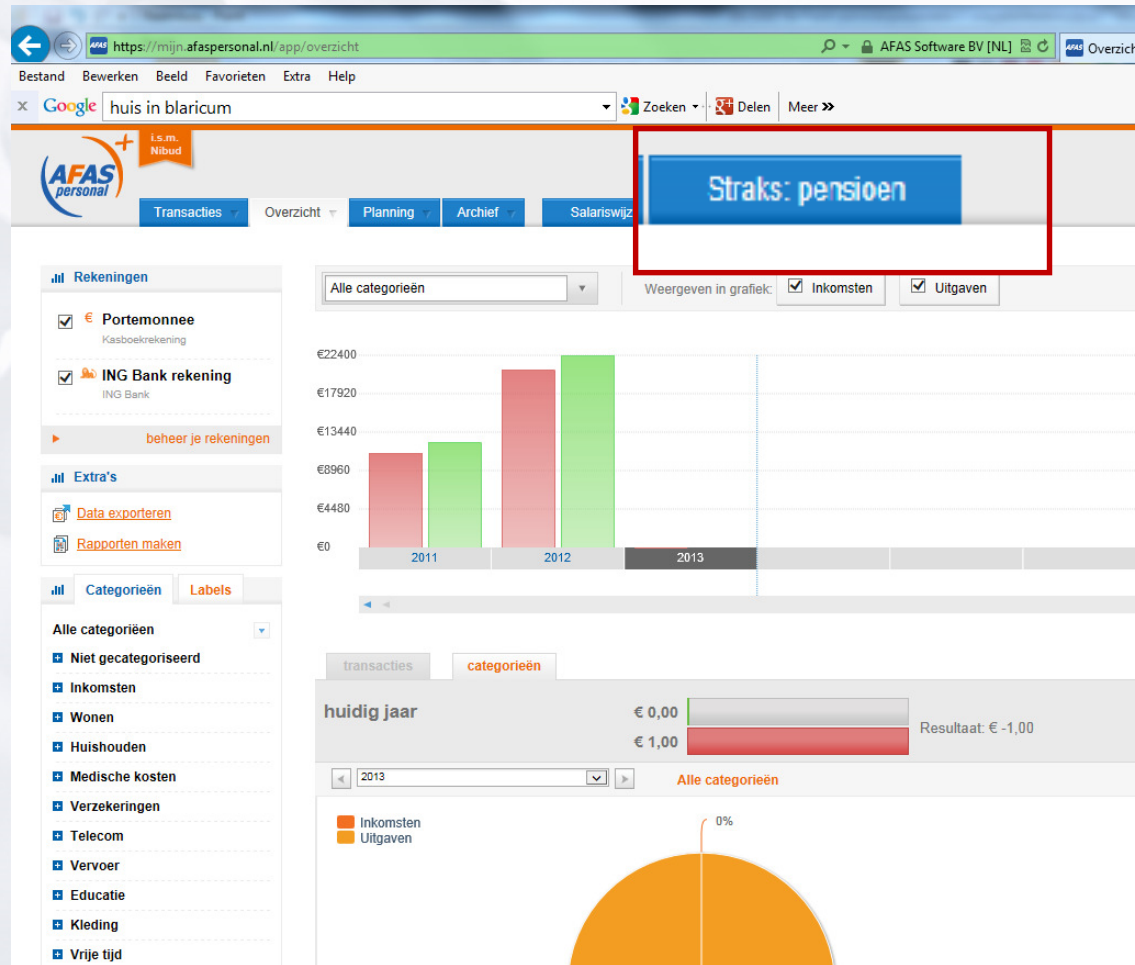 https://mijn.afaspersonal.nl/app/overzicht
AFAS Software BV [NL]
AFAS Overzich
Bestand Bewerken Beeld Favorieten Extra Help
x Google huis in blaricum Zoeken Delen Meer »
i.s.m.
Nibud
AFAS
personal
Transacties Overzicht Planning Archief Salariswijz
Straks: pensioen
Rekeningen
Portemonnee
Kasboekrekening
ING Bank rekening
ING Bank
beheer je rekeningen
Extra's
Data exporteren
Rapporten maken
Categorieën Labels
Alle categoriëen
Niet gecategoriseerd
Inkomsten
Wonen
Huishouden
Medische kosten
Verzekeringen
Telecom
Vervoer
Educatie
Kleding
Vrije tijd
Alle categorieën Weergeven in grafiek: Inkomsten Uitgaven
€22400
€17920
€13440
€8960
€4480
€0
2011 2012 2013
transacties categorieën
huidig jaar € 0,00
€ 1,00
Resultaat: € -1,00
2013 Alle categorieën
Inkomsten
Uitgaven
0%